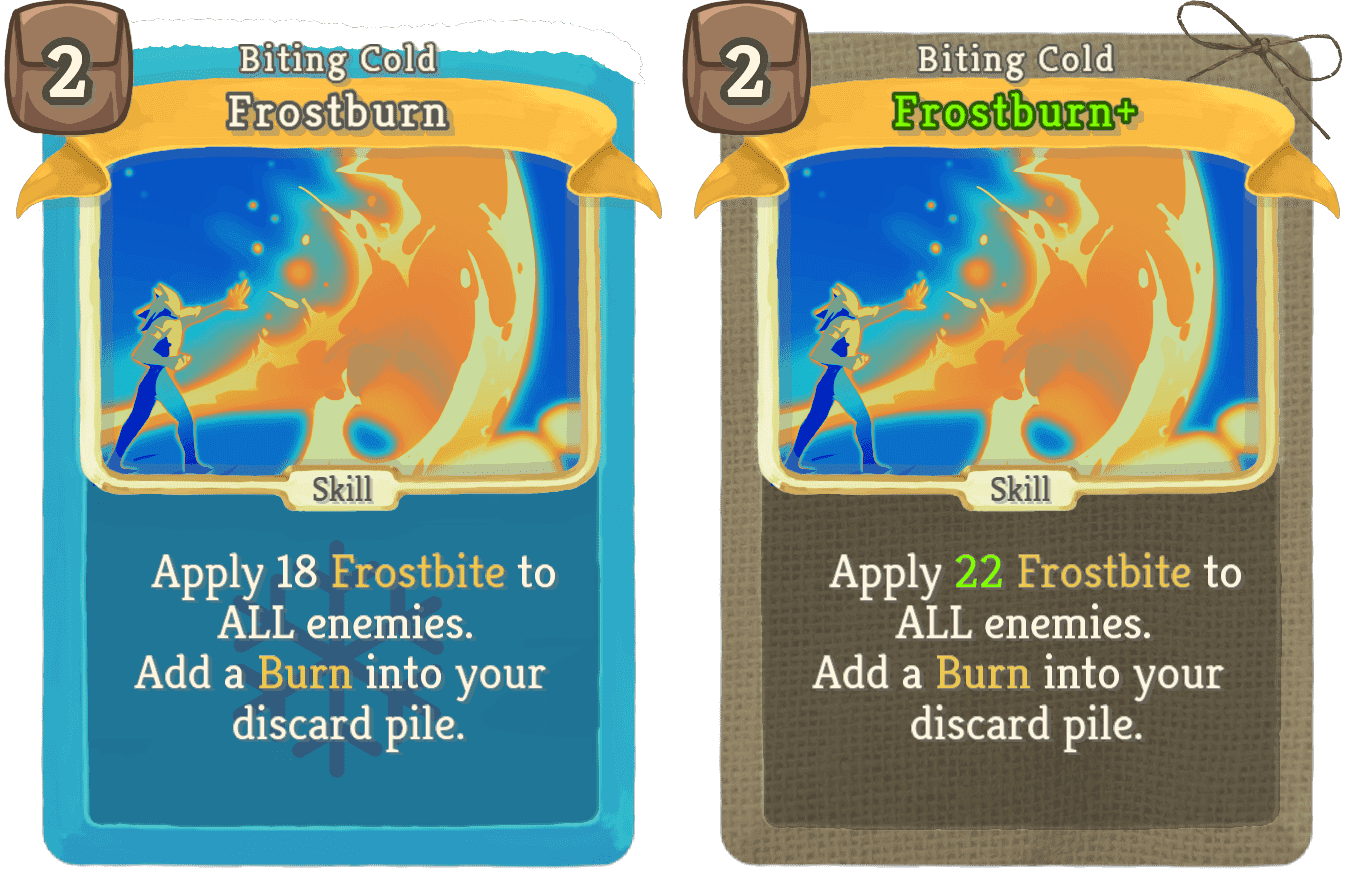 2
Biting Cold
Frostburn
Skill
Apply 18 Frostbite to
ALL enemies.
Add a Burn into your
discard pile.
2
Biting Cold
Frostburn+
Skill
Apply 22 Frostbite to
ALL enemies.
Add a Burn into your
discard pile.